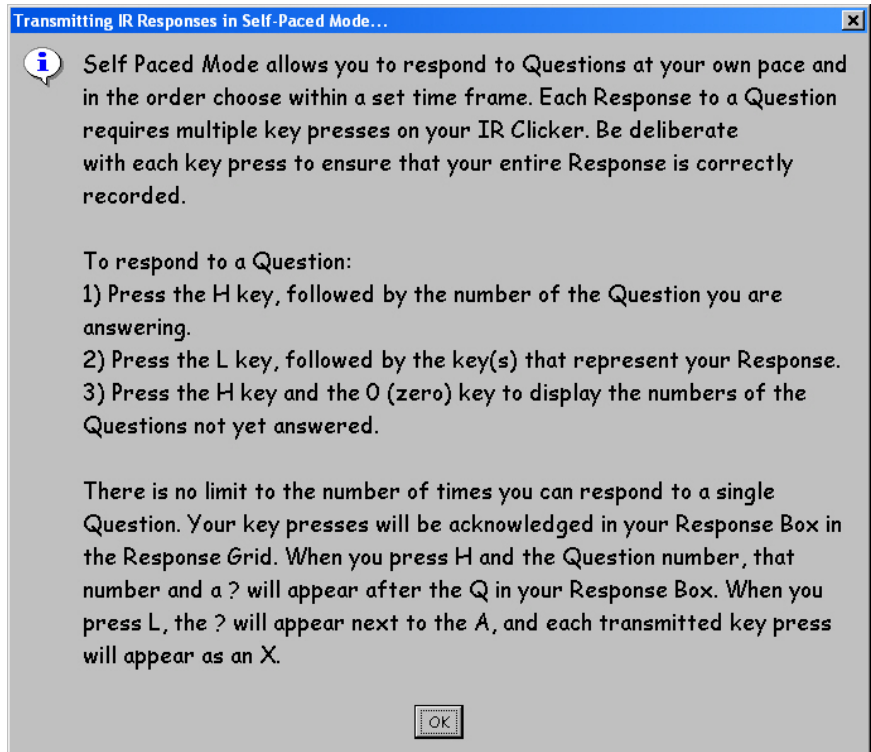 Transmitting IR Responses in Self-Paced Mode...
Self Paced Mode allows you to respond to Questions at your own pace and
in the order choose within a set time frame. Each Response to a Question
requires multiple key presses on your IR Clicker. Be deliberate
with each key press to ensure that your entire Response is correctly
recorded.
To respond to a Question:
1) Press the H key, followed by the number of the Question you are
answering.
2) Press the L key, followed by the key(s) that represent your Response.
3) Press the H key and the 0 (zero) key to display the numbers of the
Questions not yet answered.
There is no limit to the number of times you can respond to a single
Question. Your key presses will be acknowledged in your Response Box in
the Response Grid. When you press H and the Question number, that
number and a ? will appear after the Q in your Response Box. When you
press L, the ? will appear next to the A, and each transmitted key press
will appear as an X.
OK